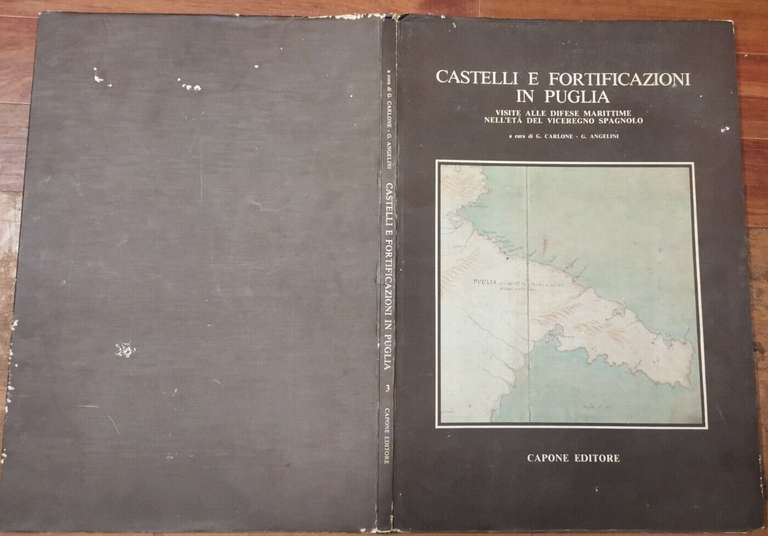 CASTELLI E FORTIFICAZIONI
IN PUGLIA
VISITE ALLE DIFESE MARITTIME
NELL'ETÀ DEL VICEREGNO SPAGNOLO
a cura di G. CARLONE - G. ANGELINI
PUGLIA
CAPONE EDITORE
a cura di G. CARLONE - G. ANGELINI
CASTELLI E FORTIFICAZIONI IN PUGLIA
3
CAPONE EDITORE